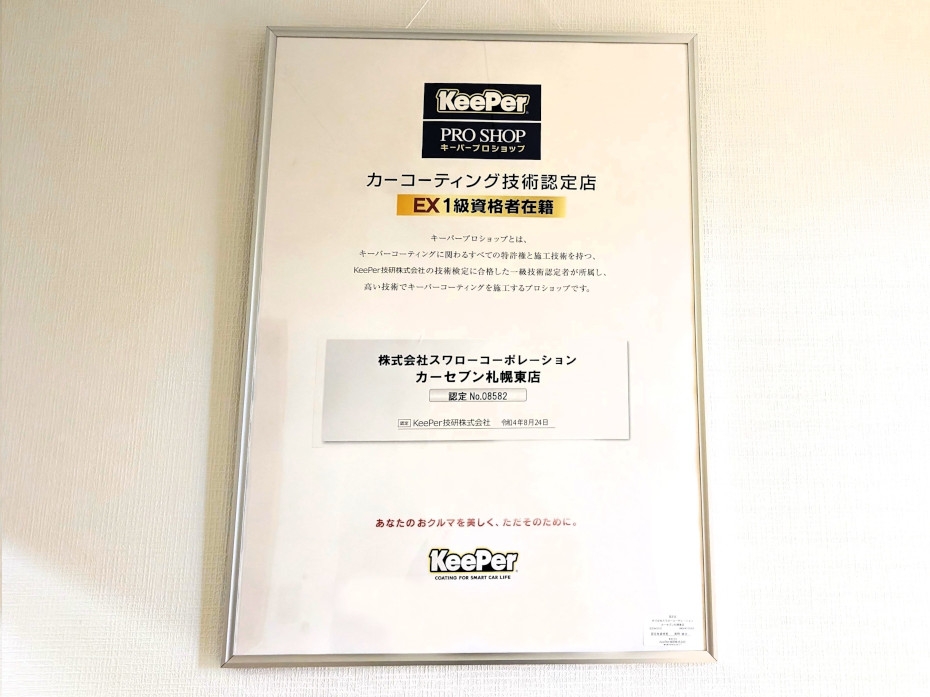 KeePer
PRO SHOP
キーパープロショップ
カーコーティング技術認定店
EX1級資格者在籍
キーパープロショップとは、
キーパーコーティングに関わるすべての特許権と施工技術を持つ、
KeePer技研株式会社の技術検定に合格した一級技術認定者が所属し、
高い技術でキーパーコーティングを施工するプロショップです。
株式会社スワローコーポレーション
カーセブン札幌東店
認定 No.08582
認定 KeePer技研株式会社 令和4年8月24日
あなたのおクルマを美しく、ただそのために。
KeePer
COATING FOR SMART CAR LIFE